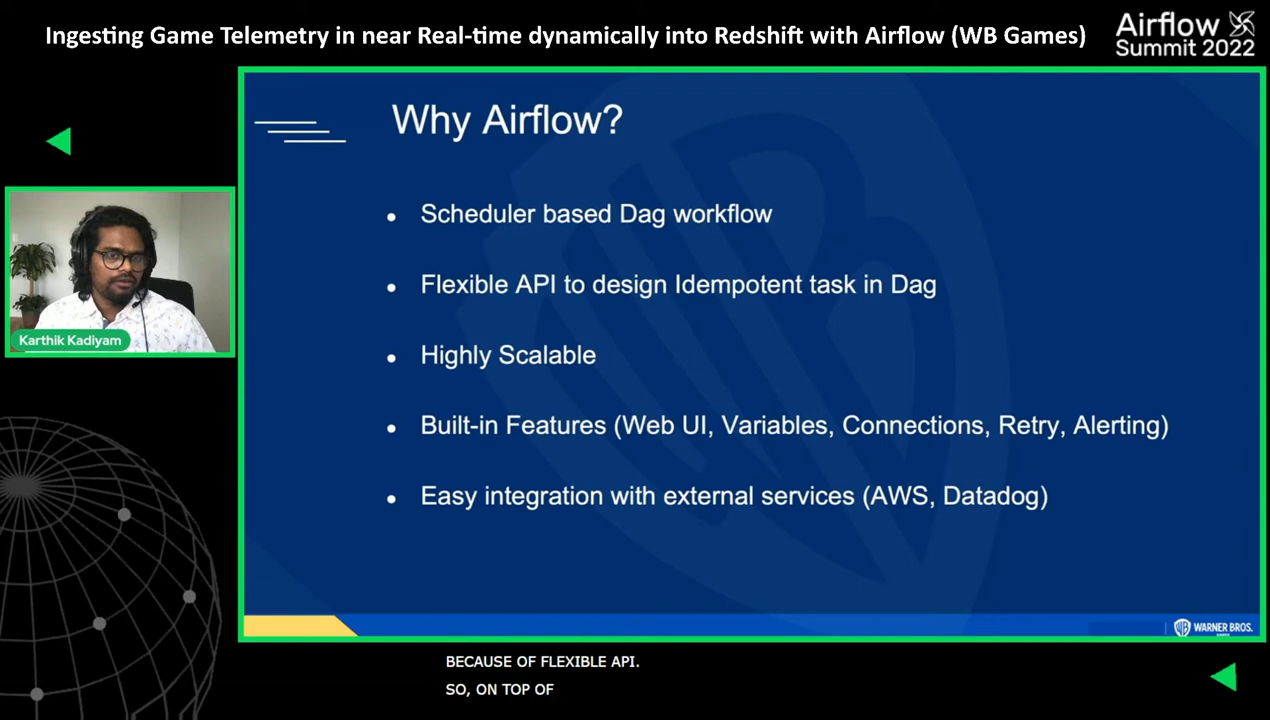 Ingesting Game Telemetry in near Real-time dynamically into Redshift with Airflow (WB Games)
Airflow
Summit 2022
Why Airflow?
• Scheduler based Dag workflow
• Flexible API to design Idempotent task in Dag
• Highly Scalable
• Built-in Features (Web UI, Variables, Connections, Retry, Alerting)
• Easy integration with external services (AWS, Datadog)
Karthik Kadiyam
WB WARNER BROS.
GAMES
BECAUSE OF FLEXIBLE API.
SO, ON TOP OF